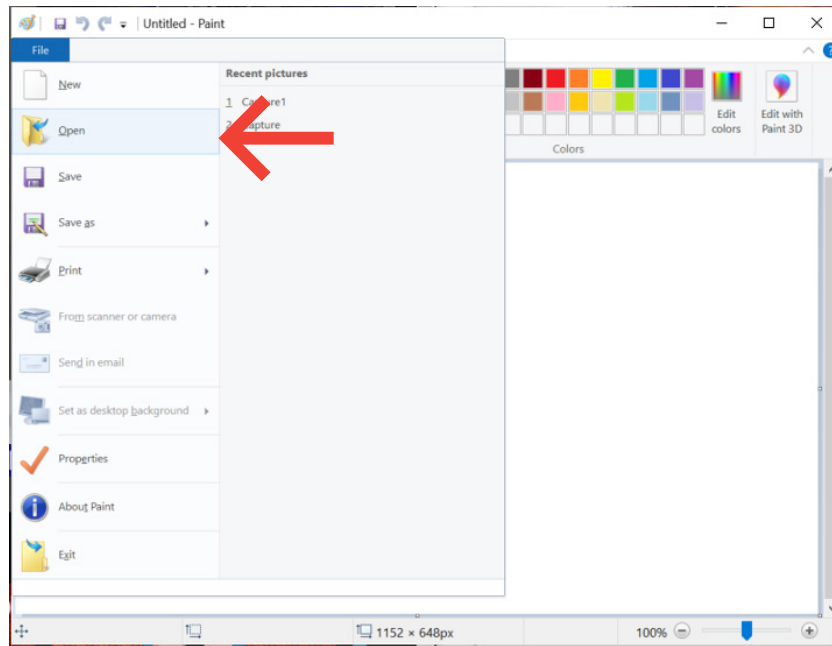 Untitled - Paint
File
New
Open
Save
Save as
Print
From scanner or camera
Send in email
Set as desktop background
Properties
About Paint
Exit
Recent pictures
1 Capture1
2 Capture
Colors
Edit
colors
Edit with
Paint 3D
1152 × 648px
100%